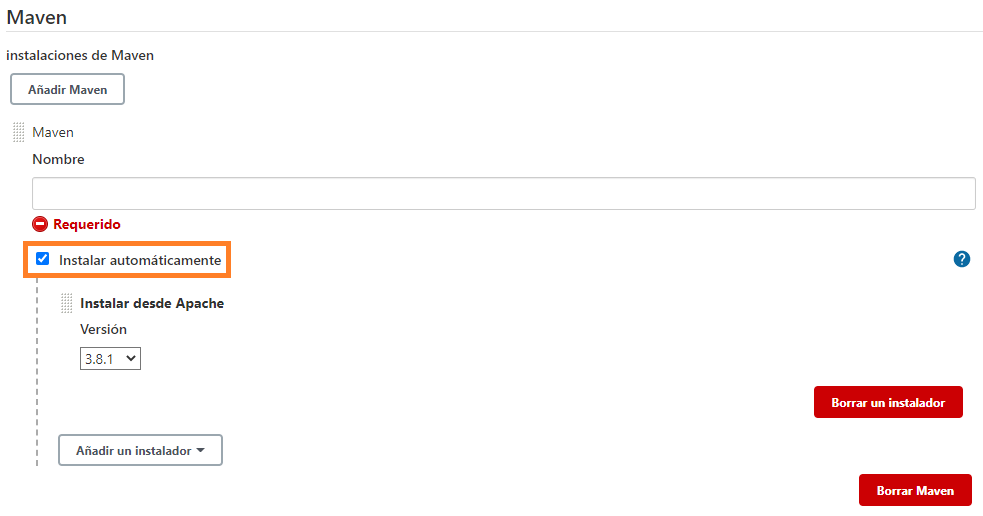 Maven
instalaciones de Maven
Añadir Maven
Maven
Nombre
Requerido
Instalar automáticamente
?
Instalar desde Apache
Versión
3.8.1
Borrar un instalador
Añadir un instalador
Borrar Maven